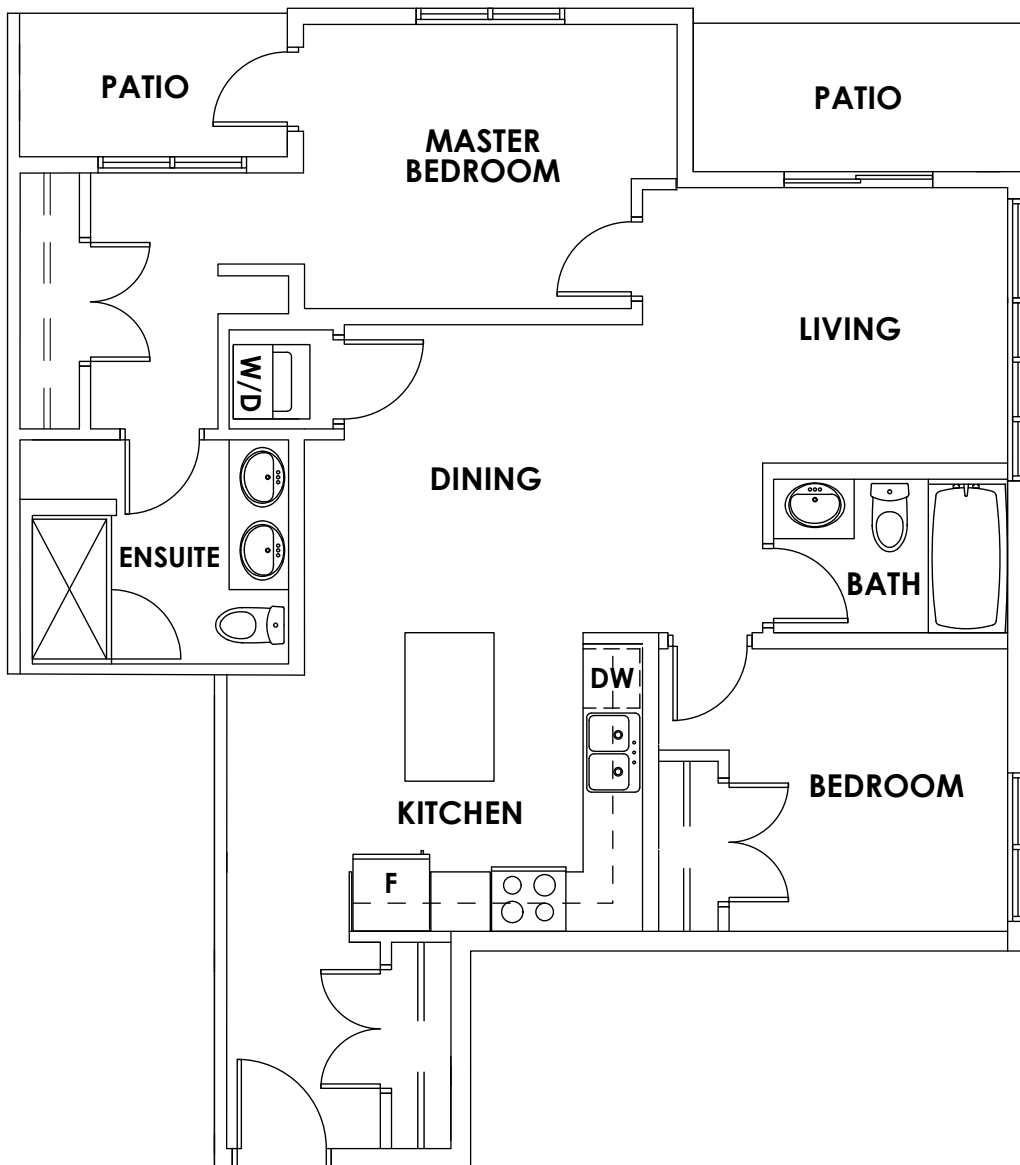 PATIO
PATIO
MASTER
BEDROOM
LIVING
W/D
DINING
ENSUITE
BATH
DW
BEDROOM
KITCHEN
F